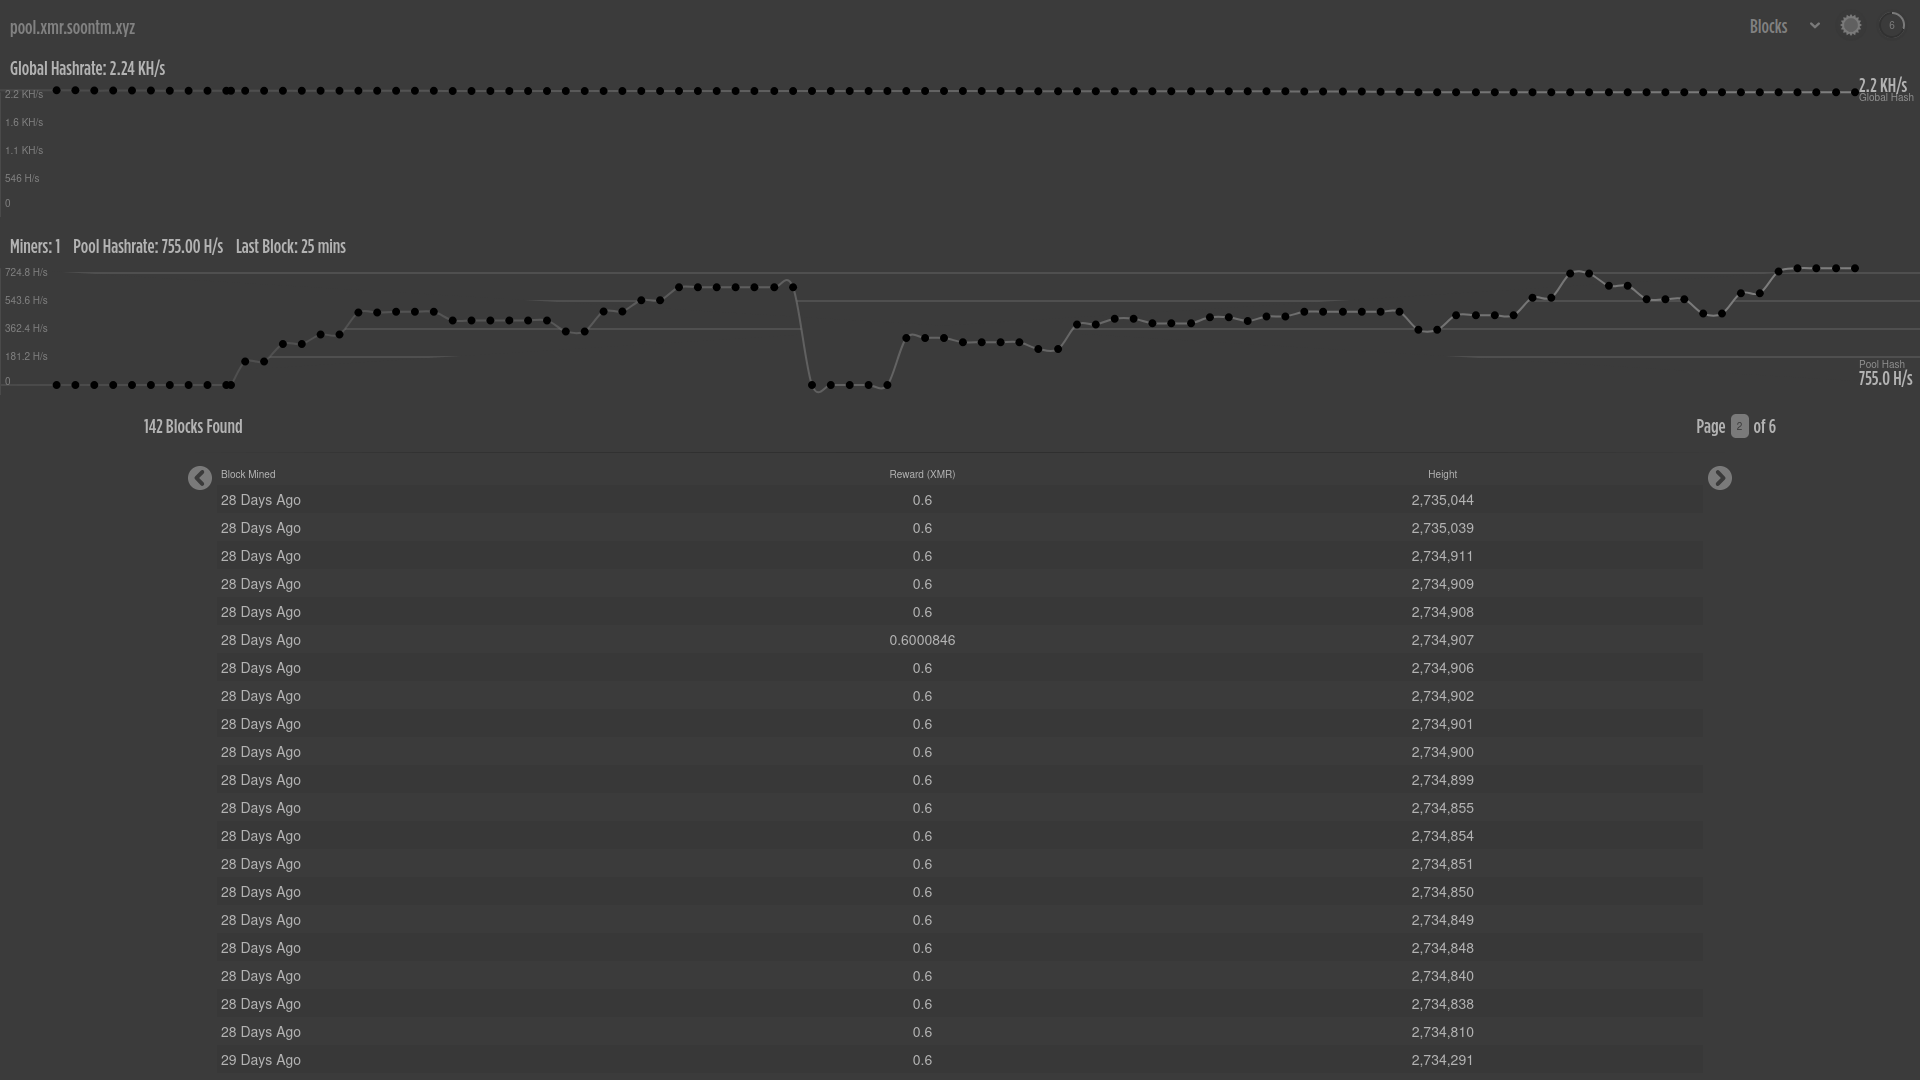 pool.xmr.soontm.xyz
Blocks
6
Global Hashrate: 2.24 KH/s
2.2 KH/s
1.6 KH/s
1.1 KH/s
546 H/s
0
2.2 KH/s
Global Hash
Miners: 1 Pool Hashrate: 755.00 H/s Last Block: 25 mins
724.8 H/s
543.6 H/s
362.4 H/s
181.2 H/s
0
Pool Hash
755.0 H/s
142 Blocks Found
Page 2 of 6
Block Mined Reward (XMR) Height
28 Days Ago 0.6 2,735,044
28 Days Ago 0.6 2,735,039
28 Days Ago 0.6 2,734,911
28 Days Ago 0.6 2,734,909
28 Days Ago 0.6 2,734,908
28 Days Ago 0.6000846 2,734,907
28 Days Ago 0.6 2,734,906
28 Days Ago 0.6 2,734,902
28 Days Ago 0.6 2,734,901
28 Days Ago 0.6 2,734,900
28 Days Ago 0.6 2,734,899
28 Days Ago 0.6 2,734,855
28 Days Ago 0.6 2,734,854
28 Days Ago 0.6 2,734,851
28 Days Ago 0.6 2,734,850
28 Days Ago 0.6 2,734,849
28 Days Ago 0.6 2,734,848
28 Days Ago 0.6 2,734,840
28 Days Ago 0.6 2,734,838
28 Days Ago 0.6 2,734,810
29 Days Ago 0.6 2,734,291